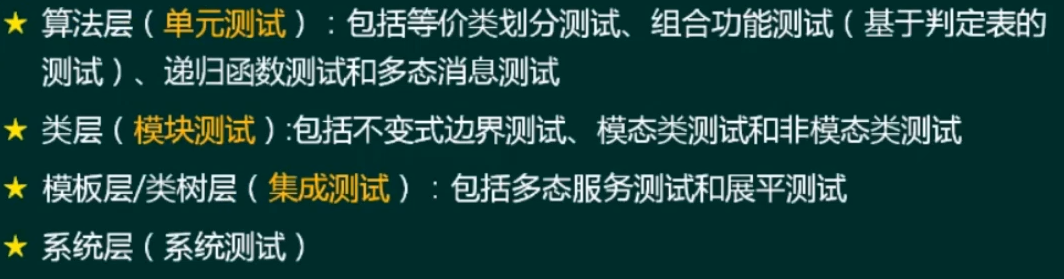 ★ 算法层（单元测试）：包括等价类划分测试、组合功能测试（基于判定表的
测试）、递归函数测试和多态消息测试
★ 类层（模块测试）:包括不变式边界测试、模态类测试和非模态类测试
★ 模板层/类树层（集成测试）：包括多态服务测试和展平测试
★ 系统层（系统测试）